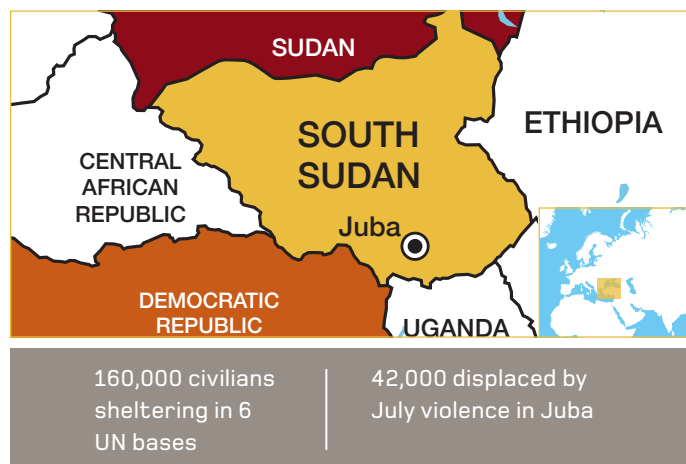 SUDAN
ETHIOPIA
SOUTH
SUDAN
CENTRAL
AFRICAN
REPUBLIC
Juba
DEMOCRATIC
REPUBLIC
UGANDA
160,000 civilians
sheltering in 6
UN bases
42,000 displaced by
July violence in Juba